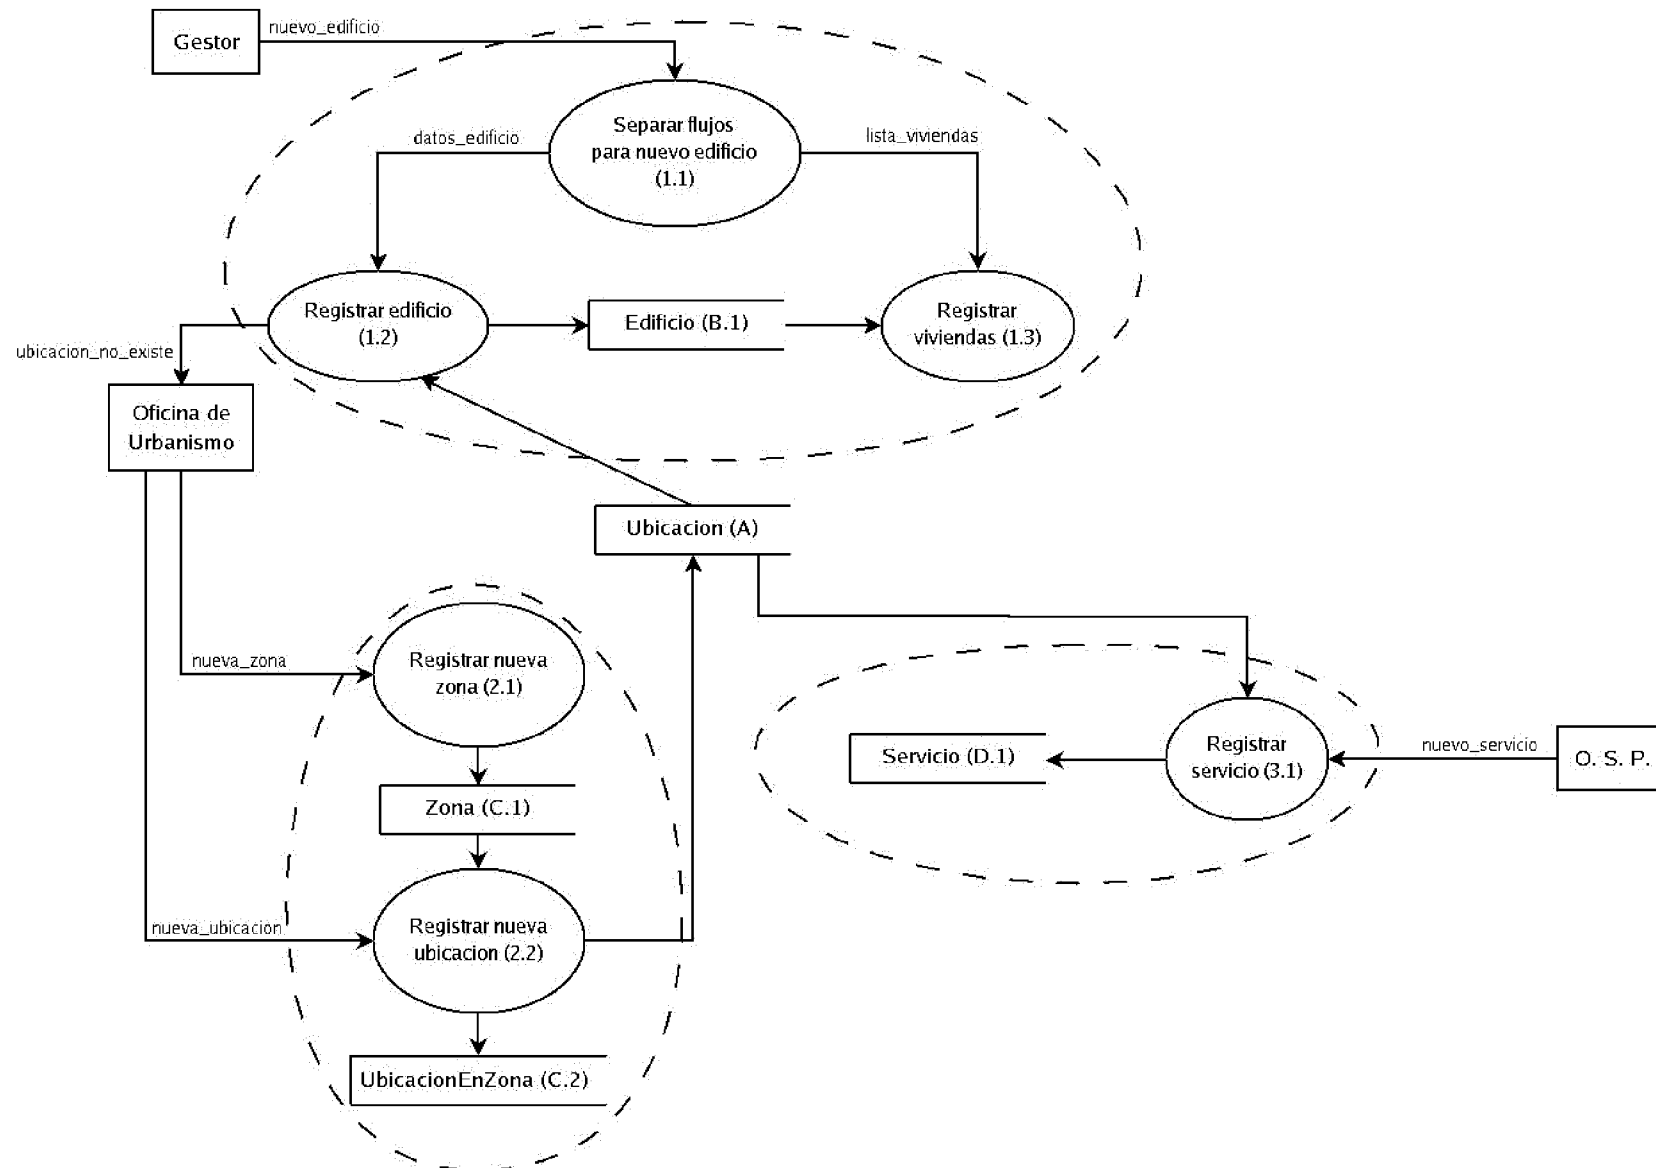 nuevo_edificio
Gestor
Separar flujos
para nuevo edificio
(1.1)
datos_edificio
lista_viviendas
Registrar edificio
(1.2)
Edificio (B.1)
Registrar
viviendas (1.3)
ubicacion_no_existe
Oficina de
Urbanismo
Ubicacion (A)
nueva_zona
Registrar nueva
zona (2.1)
Servicio (D.1)
Registrar
servicio (3.1)
nuevo_servicio
O. S. P.
Zona (C.1)
nueva_ubicacion
Registrar nueva
ubicacion (2.2)
UbicacionEnZona (C.2)